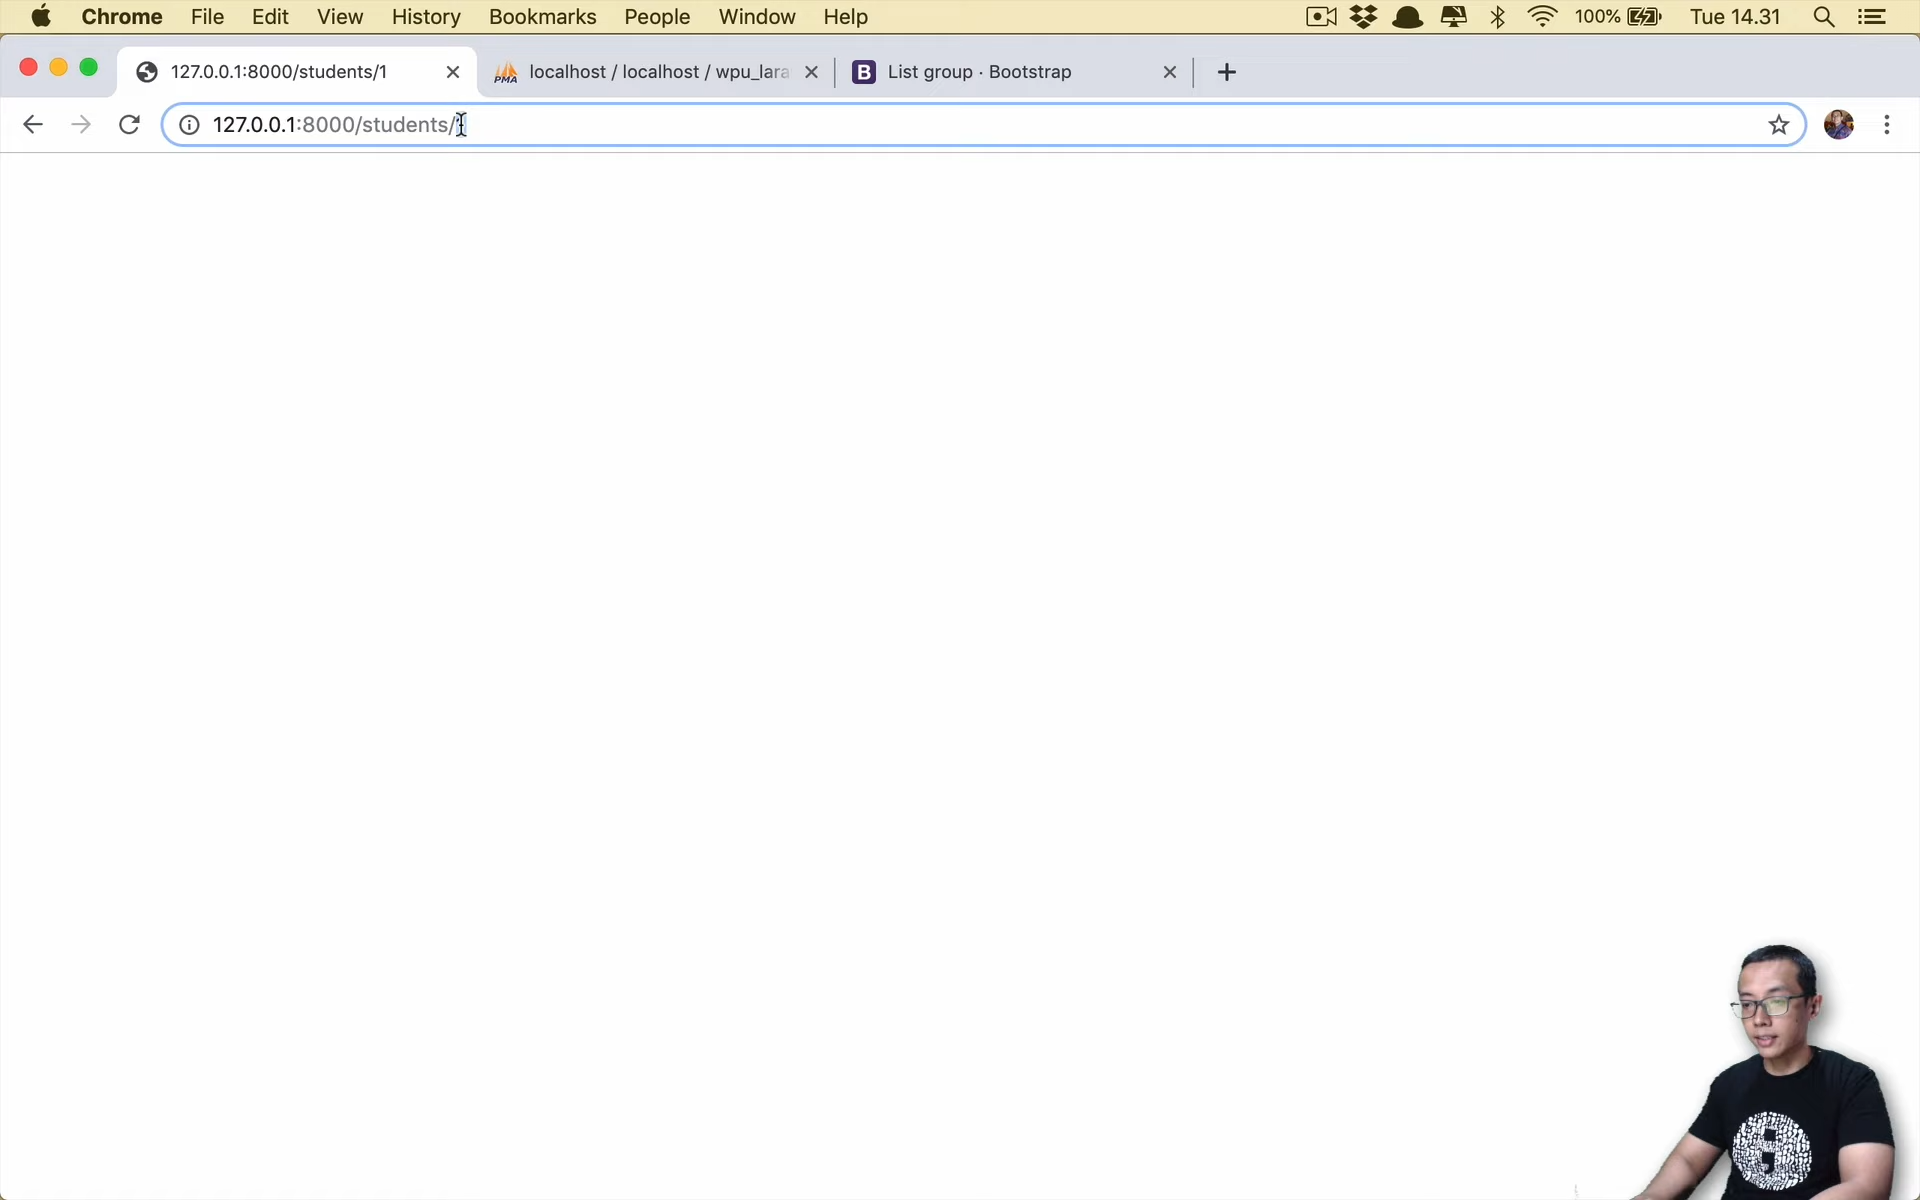 Chrome File Edit View History Bookmarks People Window Help 100% Tue 14.31
127.0.0.1:8000/students/1
PMA localhost / localhost / wpu_lara
B List group · Bootstrap
127.0.0.1:8000/students/